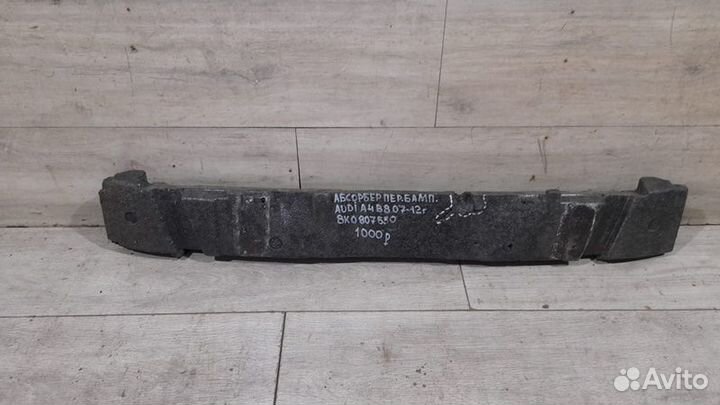 АБСОРБЕР ПЕР.БАМП.
AUDI A4 B8 07-12г
8K0807550
1000р
Avito